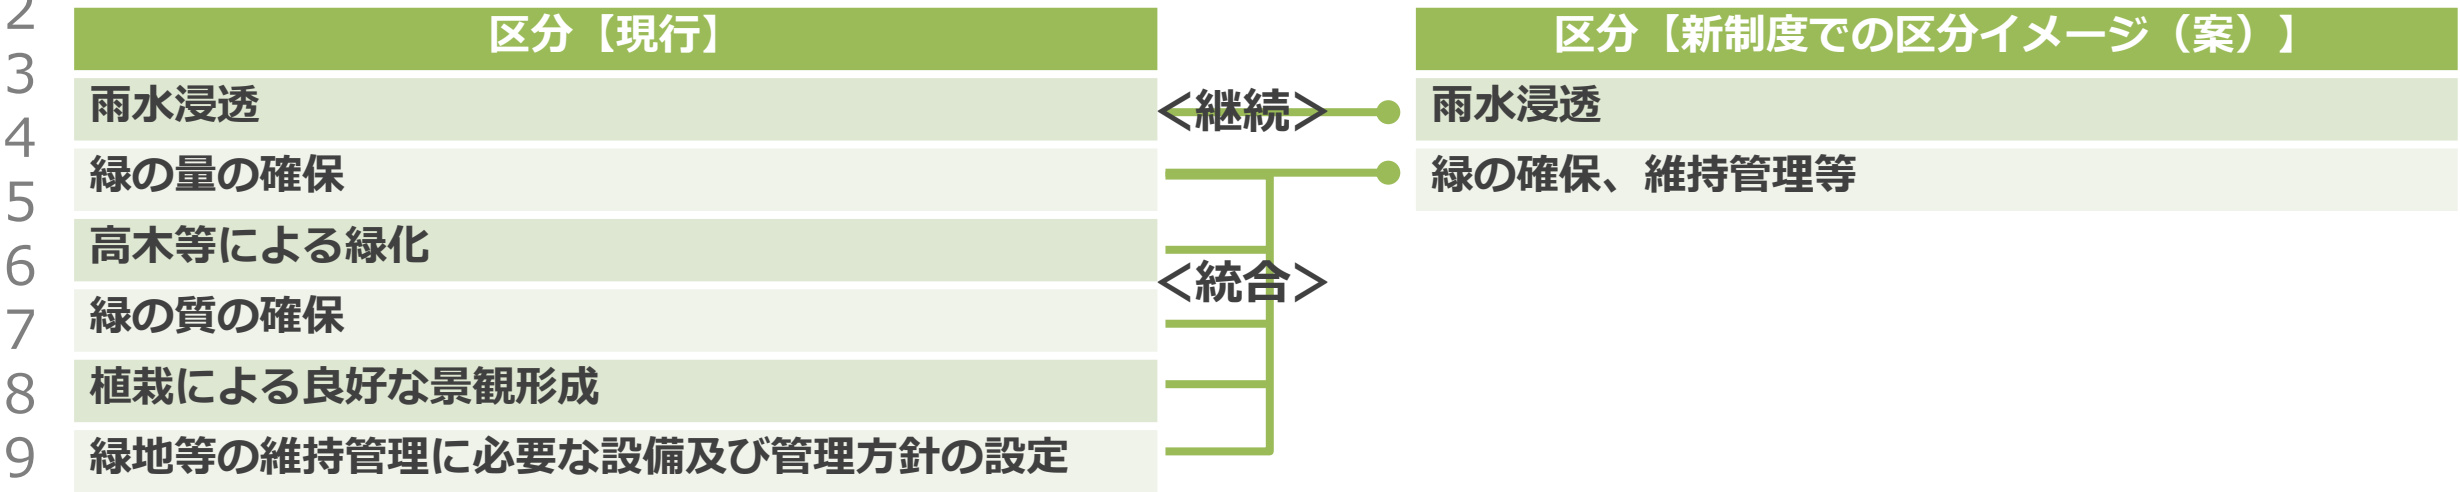 2
区分【現行】
区分【新制度での区分イメージ（案）】
3
雨水浸透
＜継続＞
雨水浸透
4
緑の量の確保
緑の確保、維持管理等
5
高木等による緑化
6
＜統合＞
緑の質の確保
7
植栽による良好な景観形成
8
緑地等の維持管理に必要な設備及び管理方針の設定
9